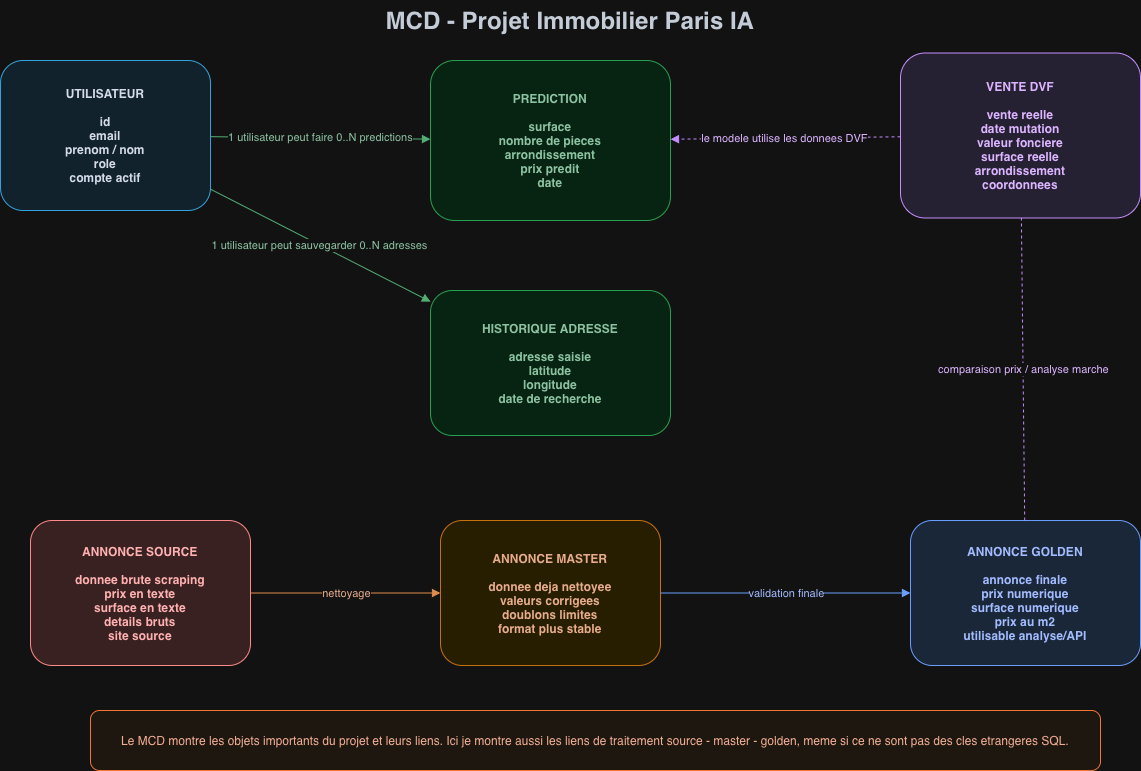 MCD - Projet Immobilier Paris IA
UTILISATEUR
id
email
prenom / nom
role
compte actif
1 utilisateur peut faire 0..N predictions
PREDICTION
surface
nombre de pieces
arrondissement
prix predit
date
le modele utilise les donnees DVF
VENTE DVF
vente reelle
date mutation
valeur fonciere
surface reelle
arrondissement
coordonnees
1 utilisateur peut sauvegarder 0..N adresses
HISTORIQUE ADRESSE
adresse saisie
latitude
longitude
date de recherche
comparaison prix / analyse marche
ANNONCE SOURCE
donnee brute scraping
prix en texte
surface en texte
details bruts
site source
nettoyage
ANNONCE MASTER
donnee deja nettoyee
valeurs corrigees
doublons limites
format plus stable
validation finale
ANNONCE GOLDEN
annonce finale
prix numerique
surface numerique
prix au m2
utilisable analyse/API
Le MCD montre les objets importants du projet et leurs liens. Ici je montre aussi les liens de traitement source - master - golden, meme si ce ne sont pas des cles etrangeres SQL.